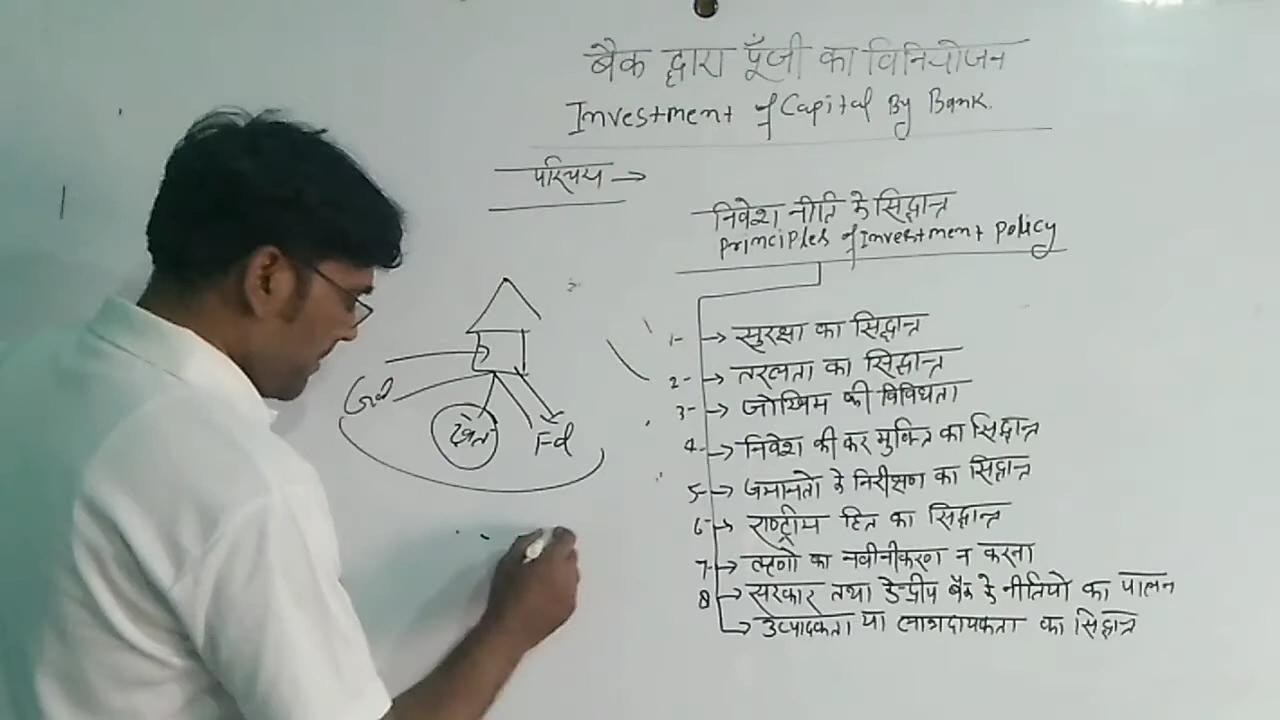 बैंक द्वारा पूँजी का विनियोजन
Investment of Capital By Bank.
परिचय →
निवेश नीति के सिद्धान्त
Principles of Investment Policy
1- → सुरक्षा का सिद्धान्त
2- → तरलता का सिद्धान्त
3- → जोखिम की विविधता
4- → निवेश की कर मुक्ति का सिद्धान्त
5- → जमानतो के निरीक्षण का सिद्धान्त
6- → राष्ट्रीय हित का सिद्धान्त
7- → ऋणो का नवीनीकरण न करना
8 → सरकार तथा केन्द्रीय बैंक के नीतियो का पालन
→ उत्पादकता या लाभदायकता का सिद्धान्त
Fd